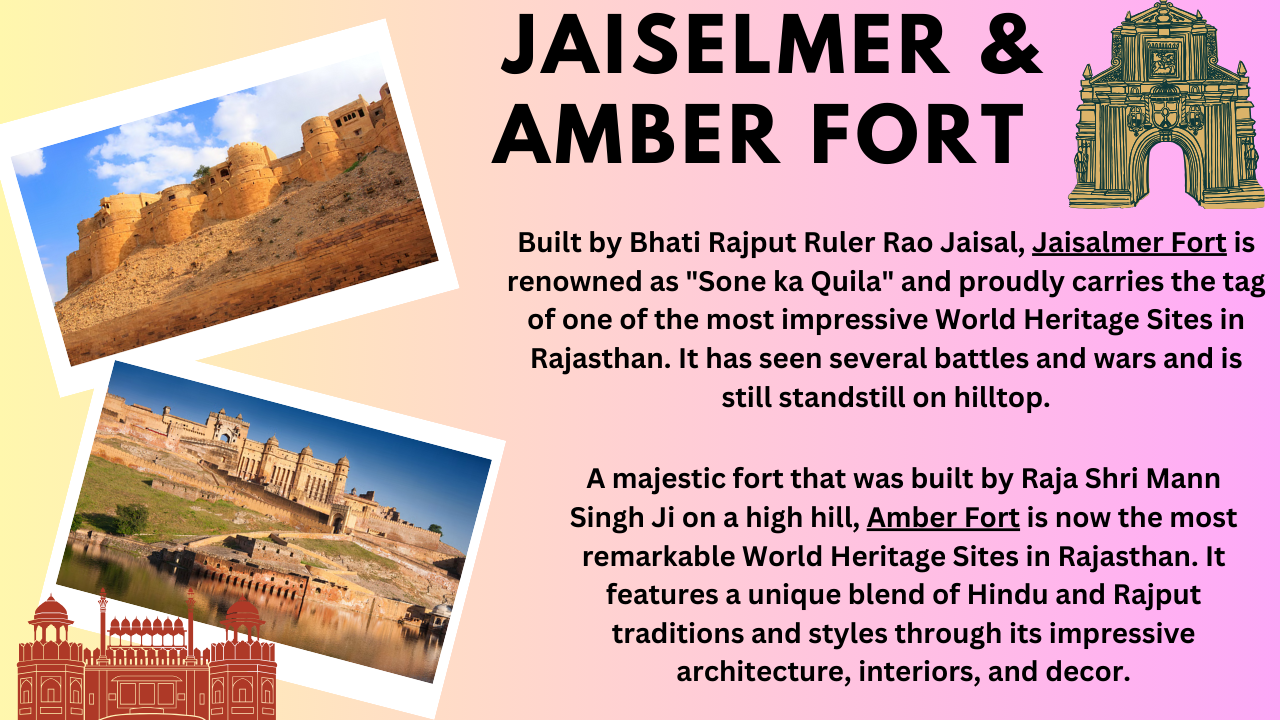 JAISELMER &
AMBER FORT
Built by Bhati Rajput Ruler Rao Jaisal, Jaisalmer Fort is
renowned as "Sone ka Quila" and proudly carries the tag
of one of the most impressive World Heritage Sites in
Rajasthan. It has seen several battles and wars and is
still standstill on hilltop.
A majestic fort that was built by Raja Shri Mann
Singh Ji on a high hill, Amber Fort is now the most
remarkable World Heritage Sites in Rajasthan. It
features a unique blend of Hindu and Rajput
traditions and styles through its impressive
architecture, interiors, and decor.